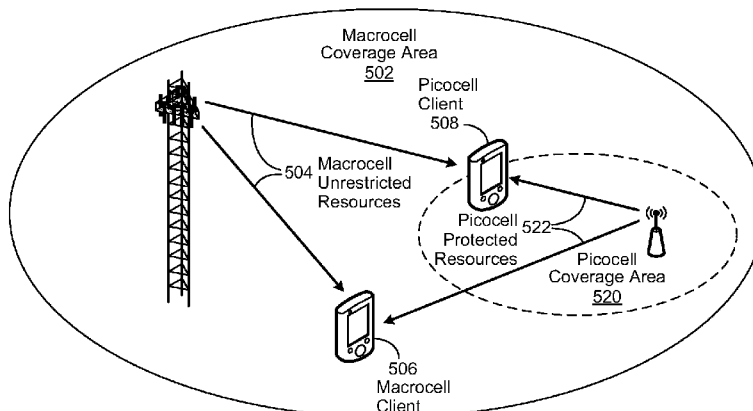 Macrocell
Coverage Area
502
Picocell
Client
508
504
Macrocell
Unrestricted
Resources
Picocell
Protected
Resources
522
Picocell
Coverage Area
520
506
Macrocell
Client